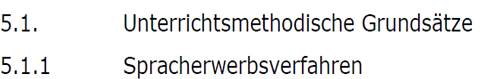 5.1. Unterrichtsmethodische Grundsätze
5.1.1 Spracherwerbsverfahren